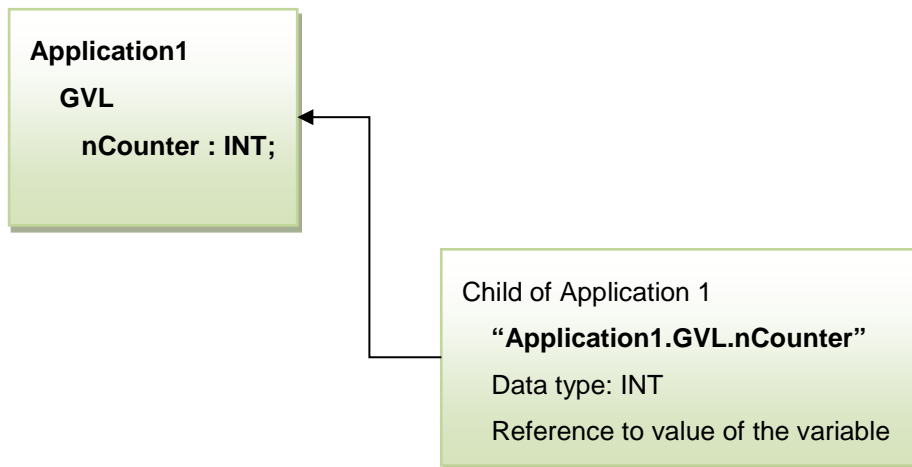 Application1
GVL
nCounter : INT;
Child of Application 1
“Application1.GVL.nCounter”
Data type: INT
Reference to value of the variable